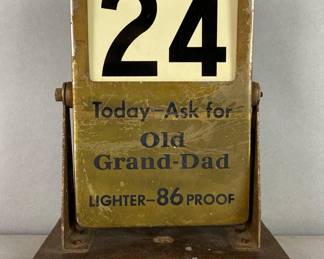 24
Today-Ask for
Old
Grand-Dad
LIGHTER-86 PROOF